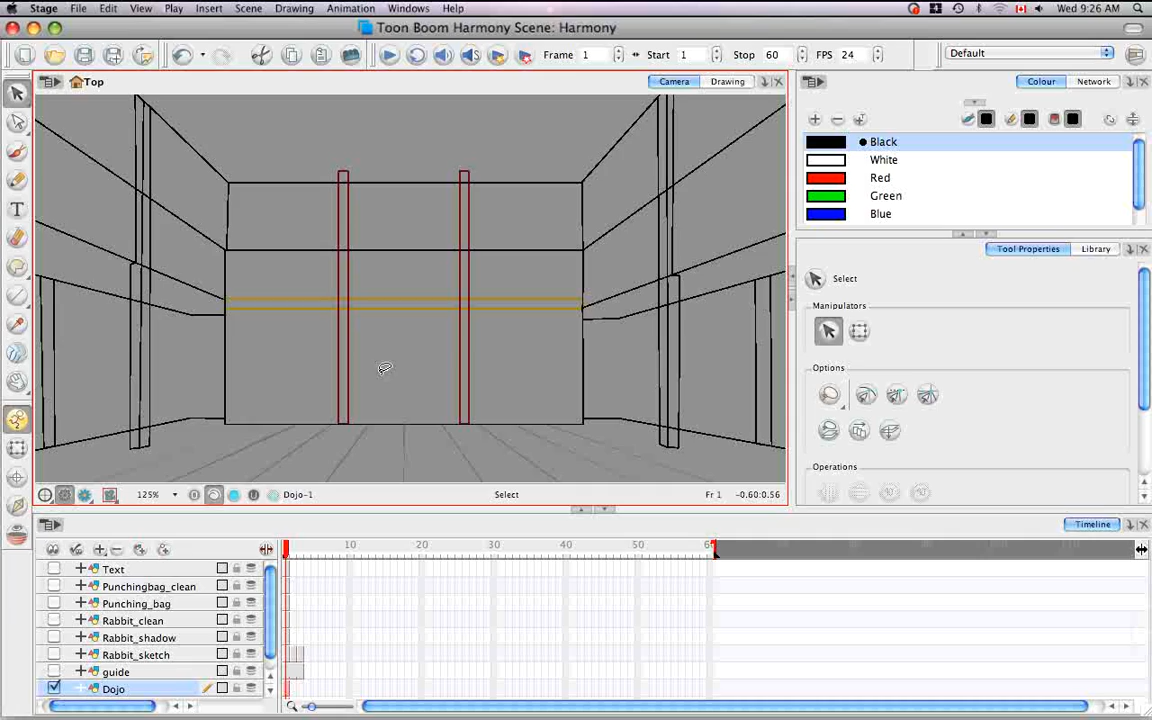 Stage File Edit View Play Insert Scene Drawing Animation Windows Help Wed 9:26 AM
Toon Boom Harmony Scene: Harmony
Frame 1 Start 1 Stop 60 FPS 24 Default
Top Camera Drawing
Colour Network
Black
White
Red
Green
Blue
Tool Properties Library
Select
Manipulators
Options
Operations
125% Dojo-1 Select Fr 1 -0.60:0.56
Timeline
10 20 30 40 50
Text
Punchingbag_clean
Punching_bag
Rabbit_clean
Rabbit_shadow
Rabbit_sketch
guide
Dojo